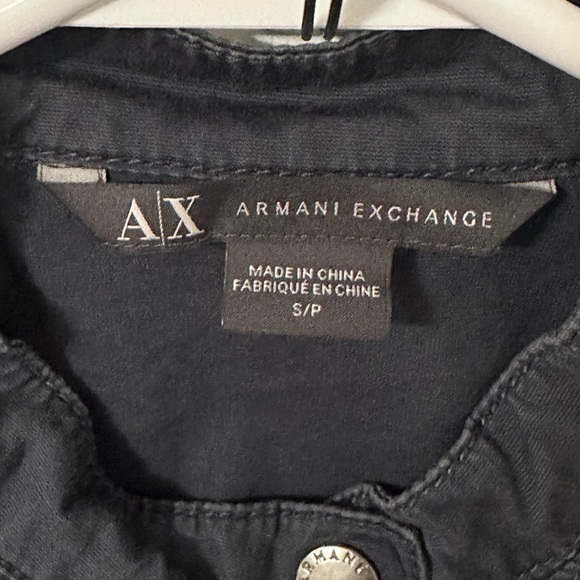 A|X ARMANI EXCHANGE
MADE IN CHINA
FABRIQUÉ EN CHINE
S/P